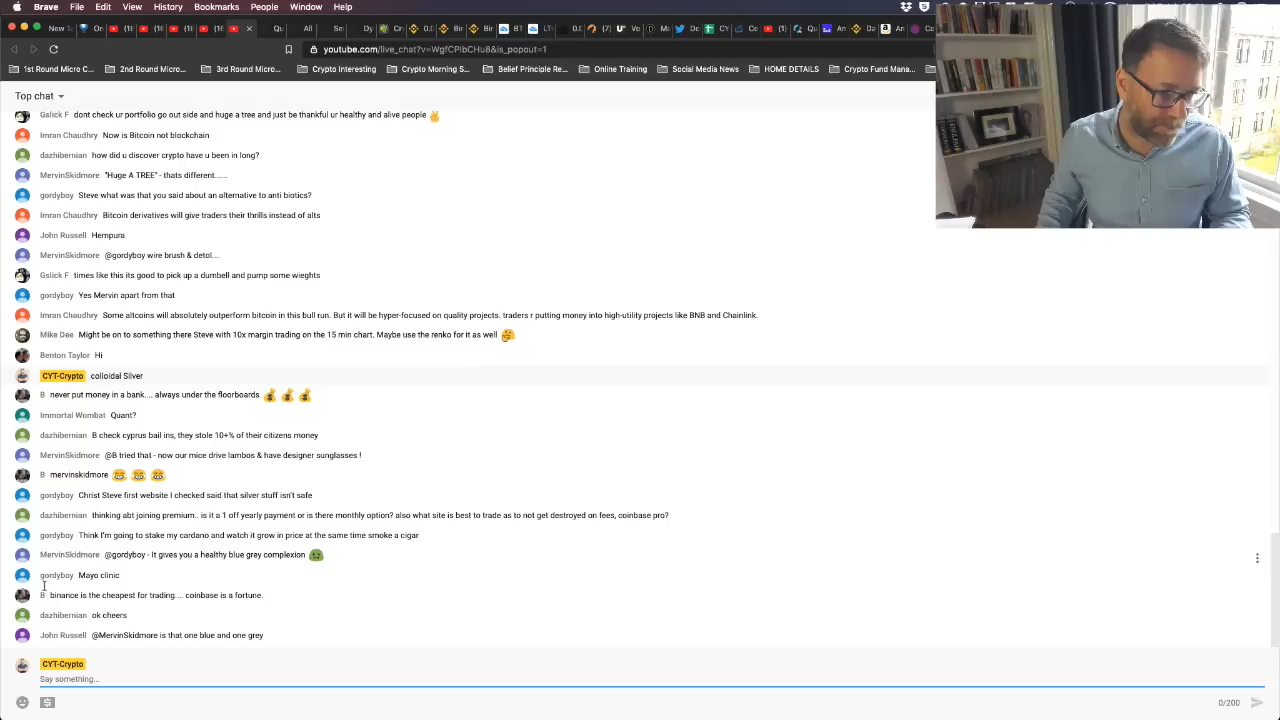 Brave File Edit View History Bookmarks People Window Help
youtube.com/live_chat?v=WgfCPlbCHu8&is_popout=1
1st Round Micro C... 2nd Round Micro... 3rd Round Micro... Crypto Interesting Crypto Morning S... Belief Principle Re... Online Training Social Media News HOME DETAILS Crypto Fund Mana...
Top chat
Gslick F dont check ur portfolio go out side and huge a tree and just be thankful ur healthy and alive people ✌
Imran Chaudhry Now is Bitcoin not blockchain
dazhibernian how did u discover crypto have u been in long?
MervinSkidmore "Huge A TREE" - thats different......
gordyboy Steve what was that you said about an alternative to anti biotics?
Imran Chaudhry Bitcoin derivatives will give traders their thrills instead of alts
John Russell Hempura
MervinSkidmore @gordyboy wire brush & detol....
Gslick F times like this its good to pick up a dumbell and pump some wieghts
gordyboy Yes Mervin apart from that
Imran Chaudhry Some altcoins will absolutely outperform bitcoin in this bull run. But it will be hyper-focused on quality projects. traders r putting money into high-utility projects like BNB and Chainlink.
Mike Dee Might be on to something there Steve with 10x margin trading on the 15 min chart. Maybe use the renko for it as well 🤔
Benton Taylor Hi
CYT-Crypto colloidal Silver
B never put money in a bank.... always under the floorboards 💰 💰 💰
Immortal Wombat Quant?
dazhibernian B check cyprus bail ins, they stole 10+% of their citizens money
MervinSkidmore @B tried that - now our mice drive lambos & have designer sunglasses !
B mervinskidmore 😂 😂 😂
gordyboy Christ Steve first website I checked said that silver stuff isn't safe
dazhibernian thinking abt joining premium.. is it a 1 off yearly payment or is there monthly option? also what site is best to trade as to not get destroyed on fees, coinbase pro?
gordyboy Think I'm going to stake my cardano and watch it grow in price at the same time smoke a cigar
MervinSkidmore @gordyboy - It gives you a healthy blue grey complexion 🤢
gordyboy Mayo clinic
B binance is the cheapest for trading.... coinbase is a fortune.
dazhibernian ok cheers
John Russell @MervinSkidmore is that one blue and one grey
CYT-Crypto
Say something...
0/200